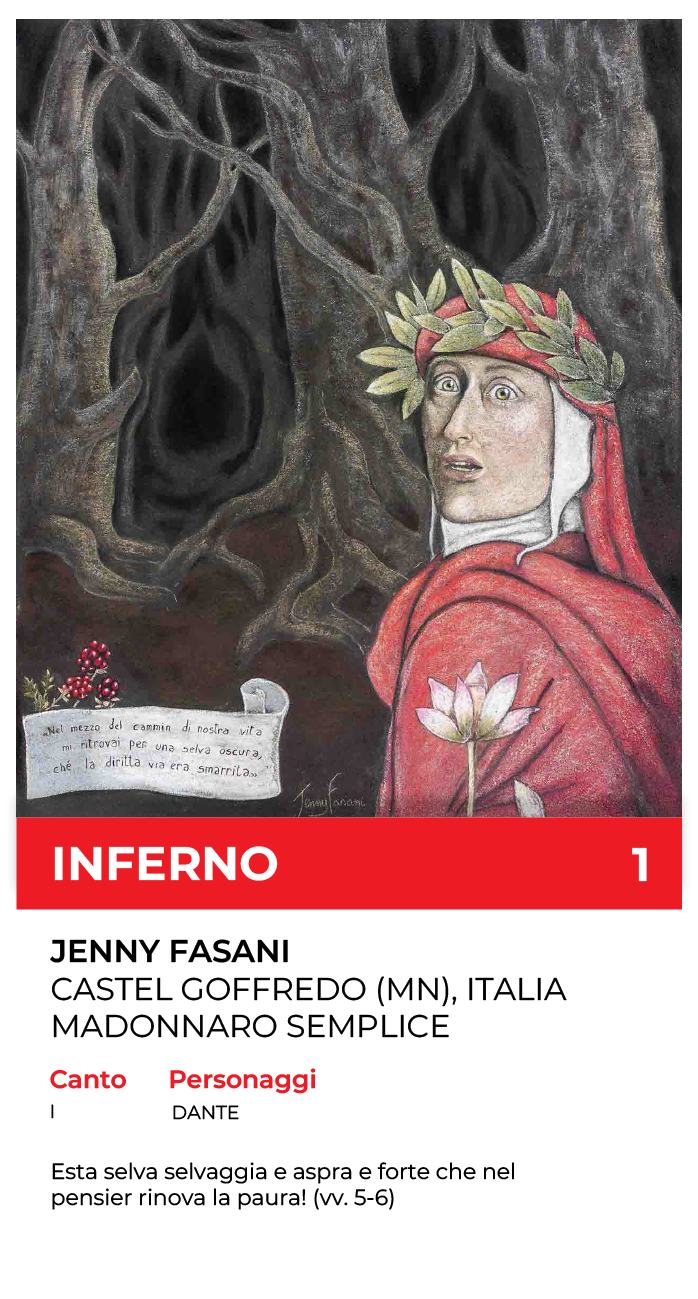 „Nel mezzo del cammin di nostra vita
mi ritrovai per una selva oscura,
ché la diritta via era smarrita„
Jenny Fasani
INFERNO 1
JENNY FASANI
CASTEL GOFFREDO (MN), ITALIA
MADONNARO SEMPLICE
Canto Personaggi
I DANTE
Esta selva selvaggia e aspra e forte che nel
pensier rinova la paura! (vv. 5-6)